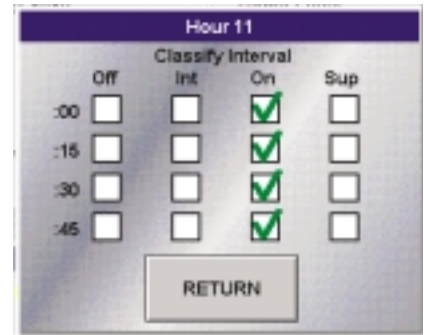 Hour 11
Classify Interval
Off Int On Sup
:00
:15
:30
:45
RETURN